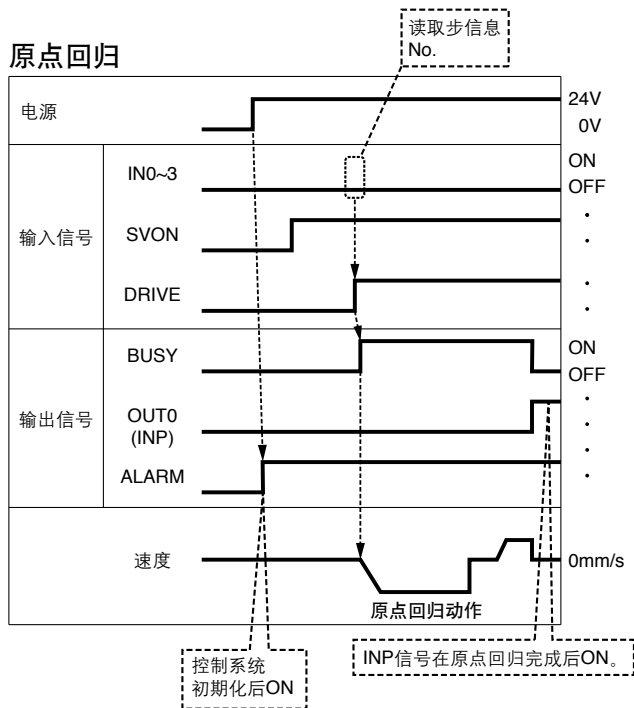 读取步信息
No.
原点回归
电源
24V
0V
输入信号
IN0~3
ON
OFF
SVON
DRIVE
输出信号
BUSY
ON
OFF
OUT0
(INP)
ALARM
速度
0mm/s
原点回归动作
控制系统
初期化后ON
INP信号在原点回归完成后ON。